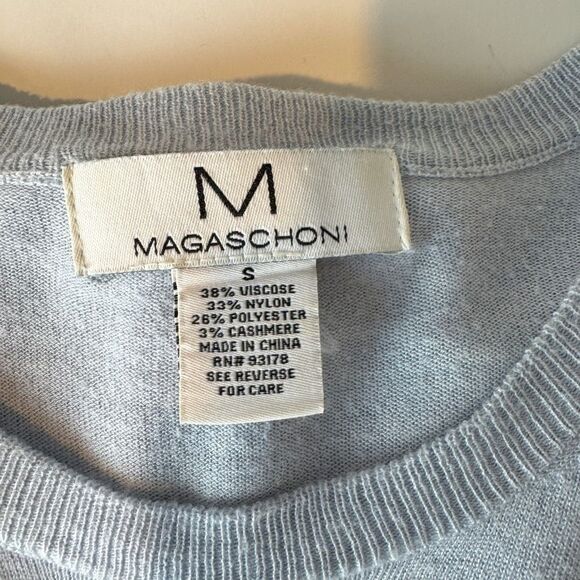 M
MAGASCHONI
S
38% VISCOSE
33% NYLON
26% POLYESTER
3% CASHMERE
MADE IN CHINA
RN# 93178
SEE REVERSE
FOR CARE